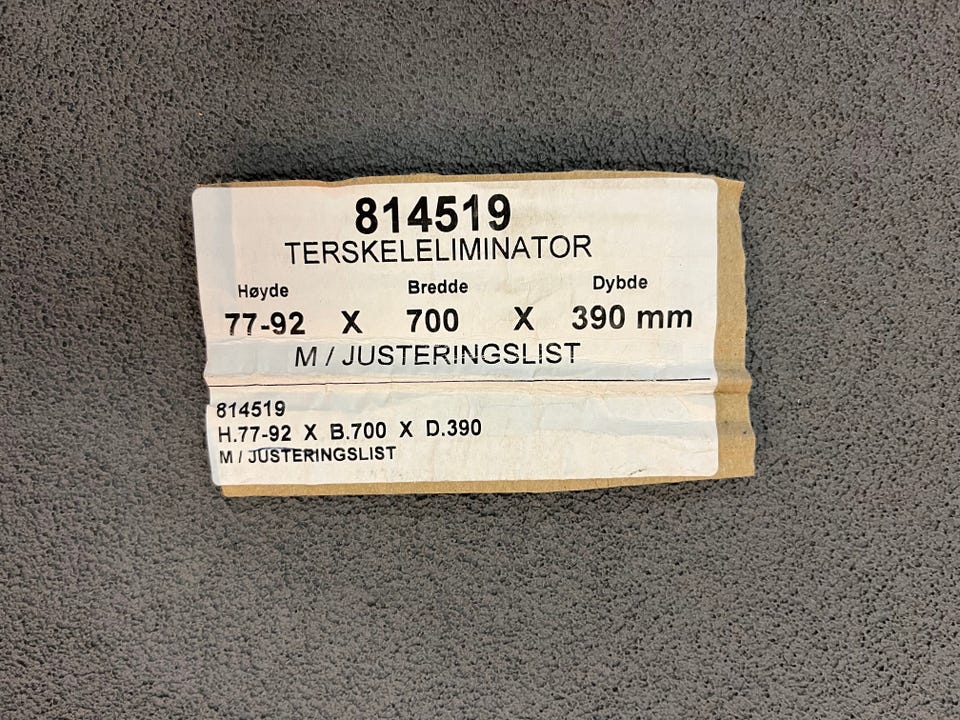 814519
TERSKELELIMINATOR
Høyde Bredde Dybde
77-92 X 700 X 390 mm
M / JUSTERINGSLIST
814519
H.77-92 X B.700 X D.390
M / JUSTERINGSLIST